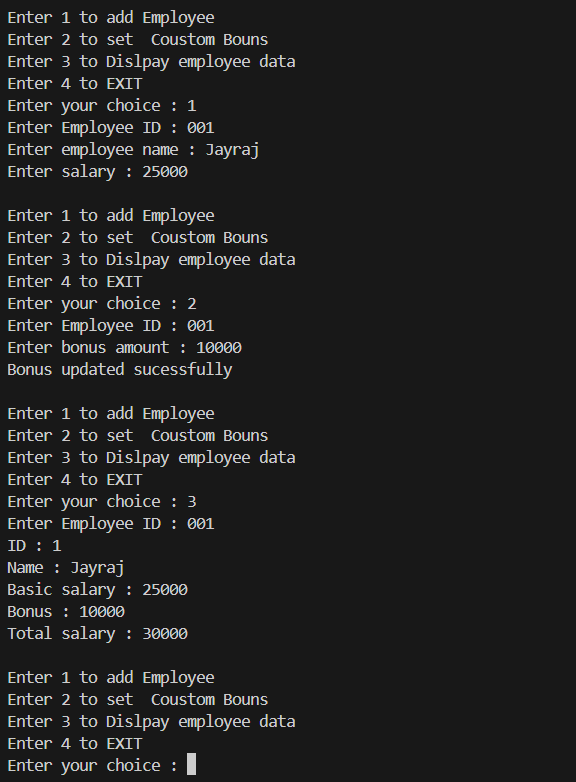 Enter 1 to add Employee
Enter 2 to set  Coustom Bouns
Enter 3 to Dislpay employee data
Enter 4 to EXIT
Enter your choice : 1
Enter Employee ID : 001
Enter employee name : Jayraj
Enter salary : 25000

Enter 1 to add Employee
Enter 2 to set  Coustom Bouns
Enter 3 to Dislpay employee data
Enter 4 to EXIT
Enter your choice : 2
Enter Employee ID : 001
Enter bonus amount : 10000
Bonus updated sucessfully

Enter 1 to add Employee
Enter 2 to set  Coustom Bouns
Enter 3 to Dislpay employee data
Enter 4 to EXIT
Enter your choice : 3
Enter Employee ID : 001
ID : 1
Name : Jayraj
Basic salary : 25000
Bonus : 10000
Total salary : 30000

Enter 1 to add Employee
Enter 2 to set  Coustom Bouns
Enter 3 to Dislpay employee data
Enter 4 to EXIT
Enter your choice :